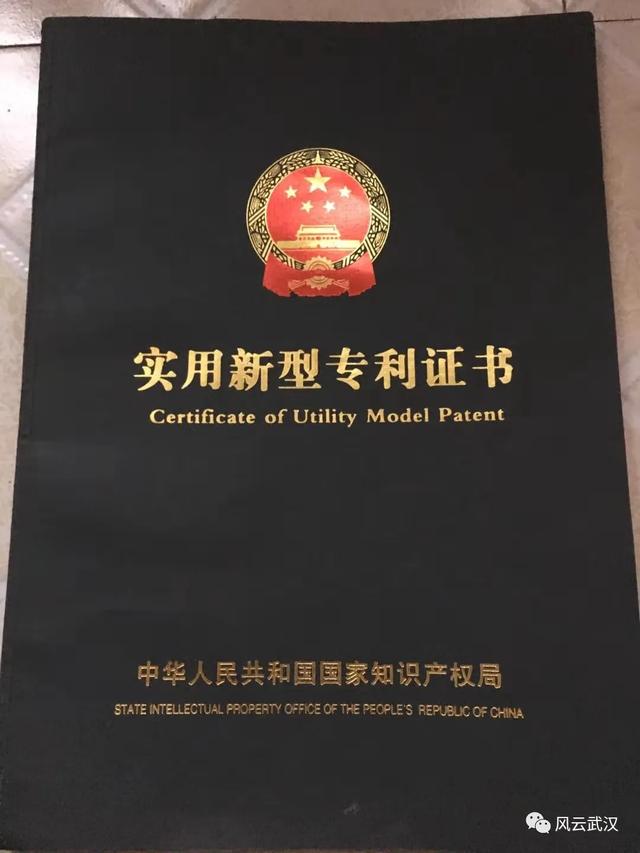 实用新型专利证书
Certificate of Utility Model Patent
中华人民共和国国家知识产权局
STATE INTELLECTUAL PROPERTY OFFICE OF THE PEOPLE'S REPUBLIC OF CHINA
风云武汉